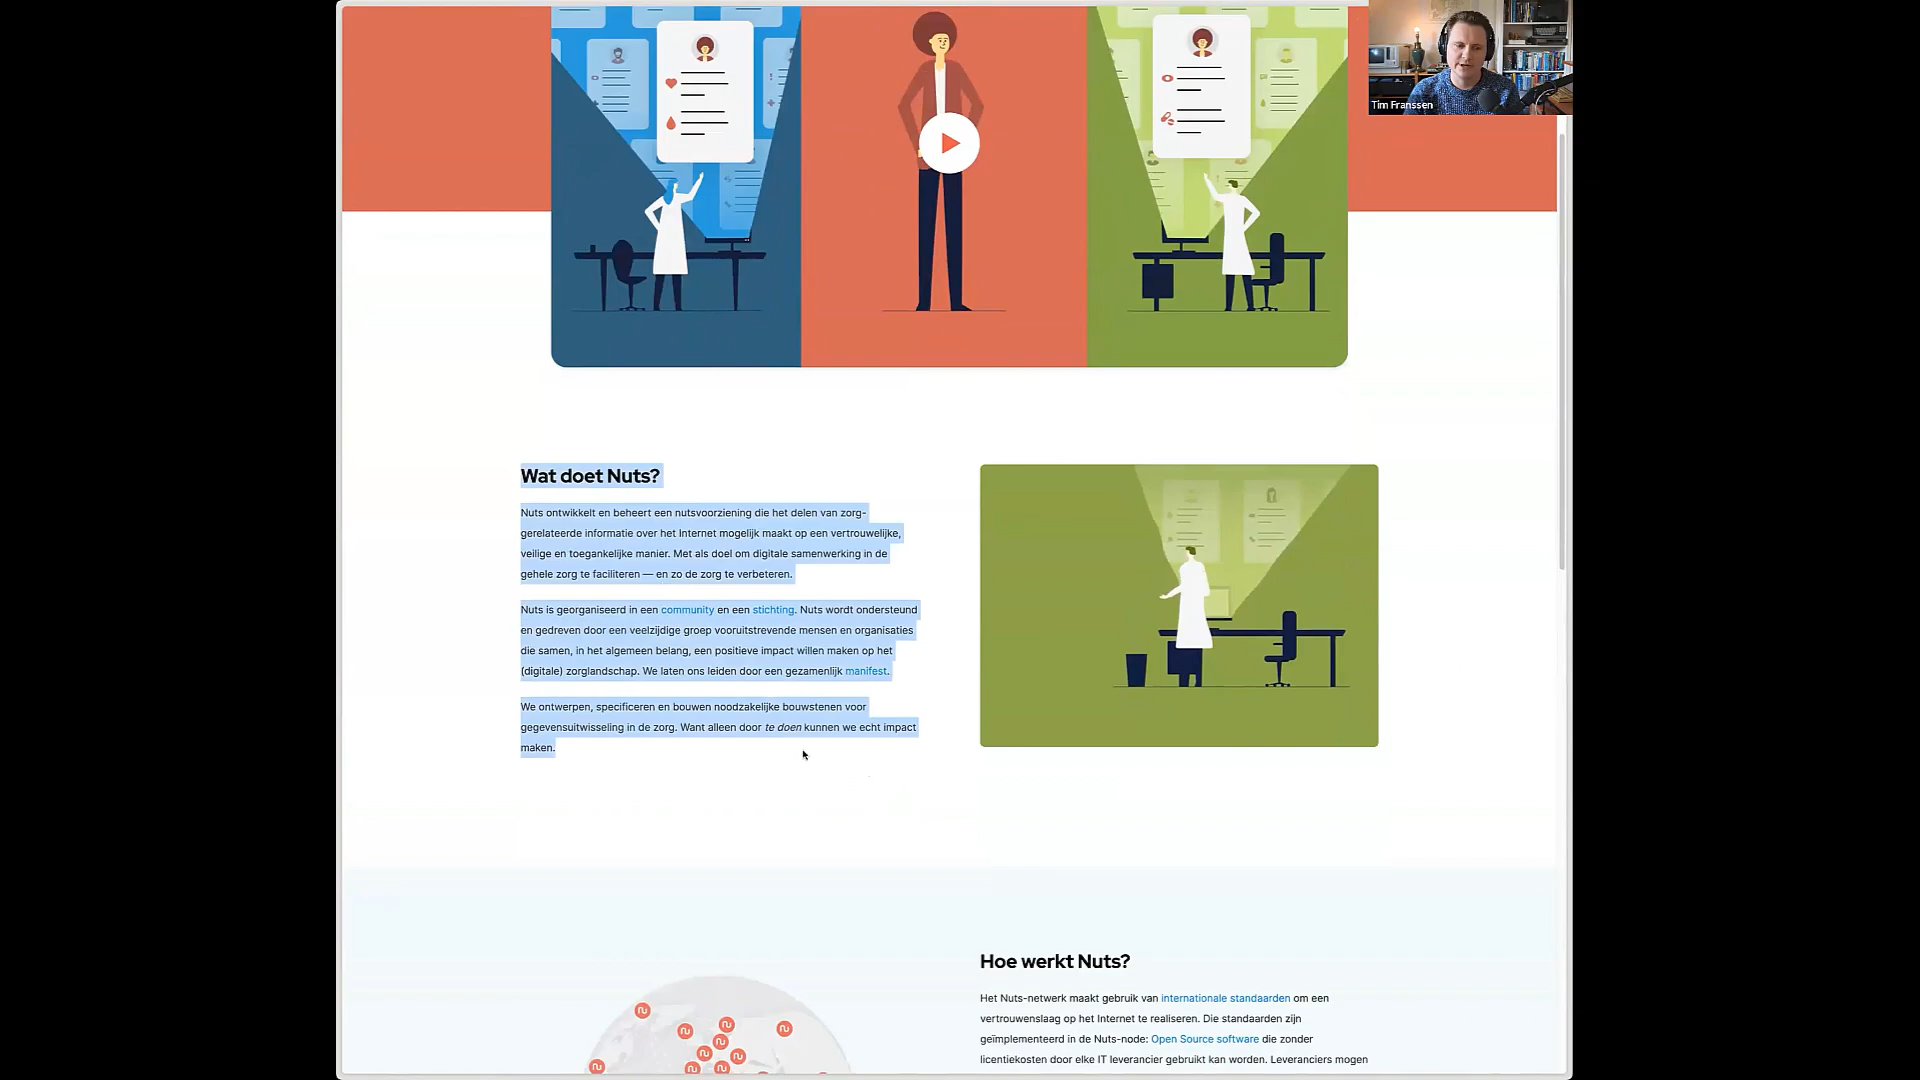 Tim Franssen
Wat doet Nuts?
Nuts ontwikkelt en beheert een nutsvoorziening die het delen van zorg-
gerelateerde informatie over het Internet mogelijk maakt op een vertrouwelijke,
veilige en toegankelijke manier. Met als doel om digitale samenwerking in de
gehele zorg te faciliteren — en zo de zorg te verbeteren.
Nuts is georganiseerd in een community en een stichting. Nuts wordt ondersteund
en gedreven door een veelzijdige groep vooruitstrevende mensen en organisaties
die samen, in het algemeen belang, een positieve impact willen maken op het
(digitale) zorglandschap. We laten ons leiden door een gezamenlijk manifest.
We ontwerpen, specificeren en bouwen noodzakelijke bouwstenen voor
gegevensuitwisseling in de zorg. Want alleen door te doen kunnen we echt impact
maken.
Hoe werkt Nuts?
Het Nuts-netwerk maakt gebruik van internationale standaarden om een
vertrouwenslaag op het Internet te realiseren. Die standaarden zijn
geïmplementeerd in de Nuts-node: Open Source software die zonder
licentiekosten door elke IT leverancier gebruikt kan worden. Leveranciers mogen